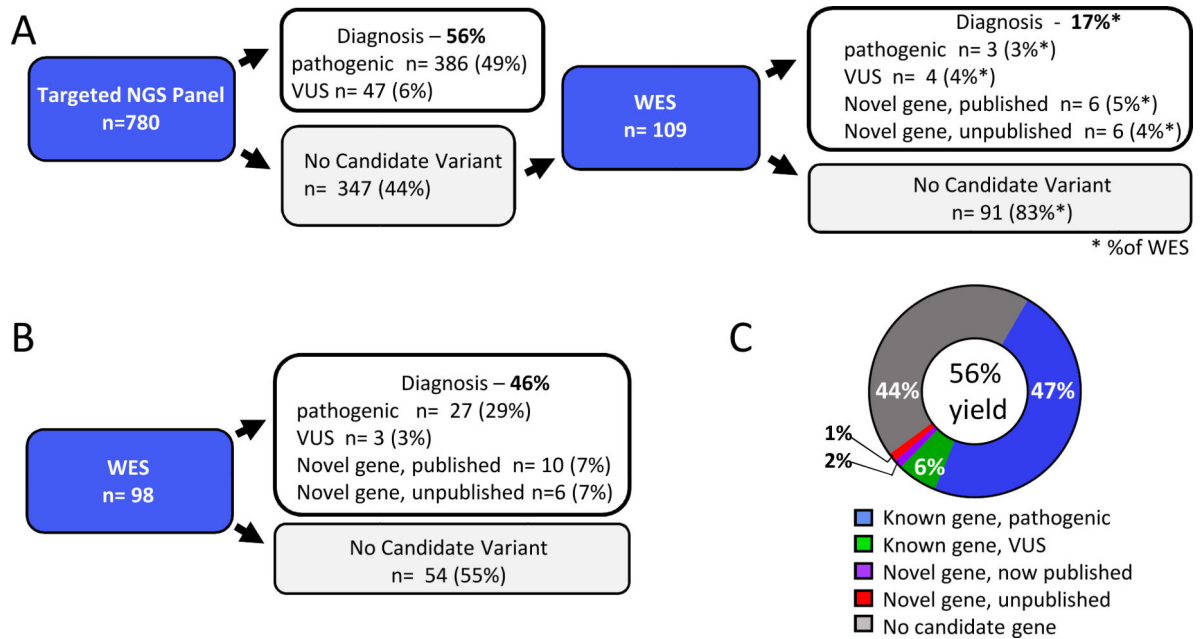 A
Targeted NGS Panel
n=780
Diagnosis – 56%
pathogenic n= 386 (49%)
VUS n= 47 (6%)
No Candidate Variant
n= 347 (44%)
WES
n= 109
Diagnosis - 17%*
pathogenic n= 3 (3%*)
VUS n= 4 (4%*)
Novel gene, published n= 6 (5%*)
Novel gene, unpublished n= 6 (4%*)
No Candidate Variant
n= 91 (83%*)
* %of WES
B
WES
n= 98
Diagnosis – 46%
pathogenic n= 27 (29%)
VUS n= 3 (3%)
Novel gene, published n= 10 (7%)
Novel gene, unpublished n=6 (7%)
No Candidate Variant
n= 54 (55%)
C
44%
56%
yield
47%
1%
2%
6%
Known gene, pathogenic
Known gene, VUS
Novel gene, now published
Novel gene, unpublished
No candidate gene